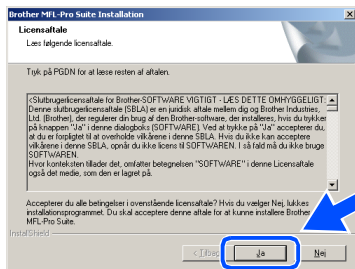 Brother MFL-Pro Suite Installation
Licensaftale
Læs følgende licensaftale.
Tryk på PGDN for at læse resten af aftalen.
<Slutbrugerlicensaftale for Brother-SOFTWARE VIGTIGT - LÆS DETTE OMHYGGELIGT:
Denne slutbrugerlicensaftale (SBLA) er en juridisk aftale mellem dig og Brother Industries,
Ltd. (Brother), der regulerer din brug af den Brother-software, der installeres, hvis du trykker
på knappen "Ja" i denne dialogboks (SOFTWARE). Ved at trykke på "Ja" accepterer du,
at du er forpligtet til at overholde vilkårene i denne SBLA. Hvis du ikke kan acceptere
vilkårene i denne SBLA, opnår du ikke licens til SOFTWAREN. I så fald må du ikke bruge
SOFTWAREN.
Hvor konteksten tillader det, omfatter betegnelsen "SOFTWARE" i denne Licensaftale
også det medie, som den er lagret på.
Accepterer du alle betingelser i ovenstående licensaftale? Hvis du vælger Nej, lukkes
installationsprogrammet. Du skal acceptere denne aftale for at kunne installere Brother
MFL-Pro Suite.
InstallShield
< Tilbage Ja Nej